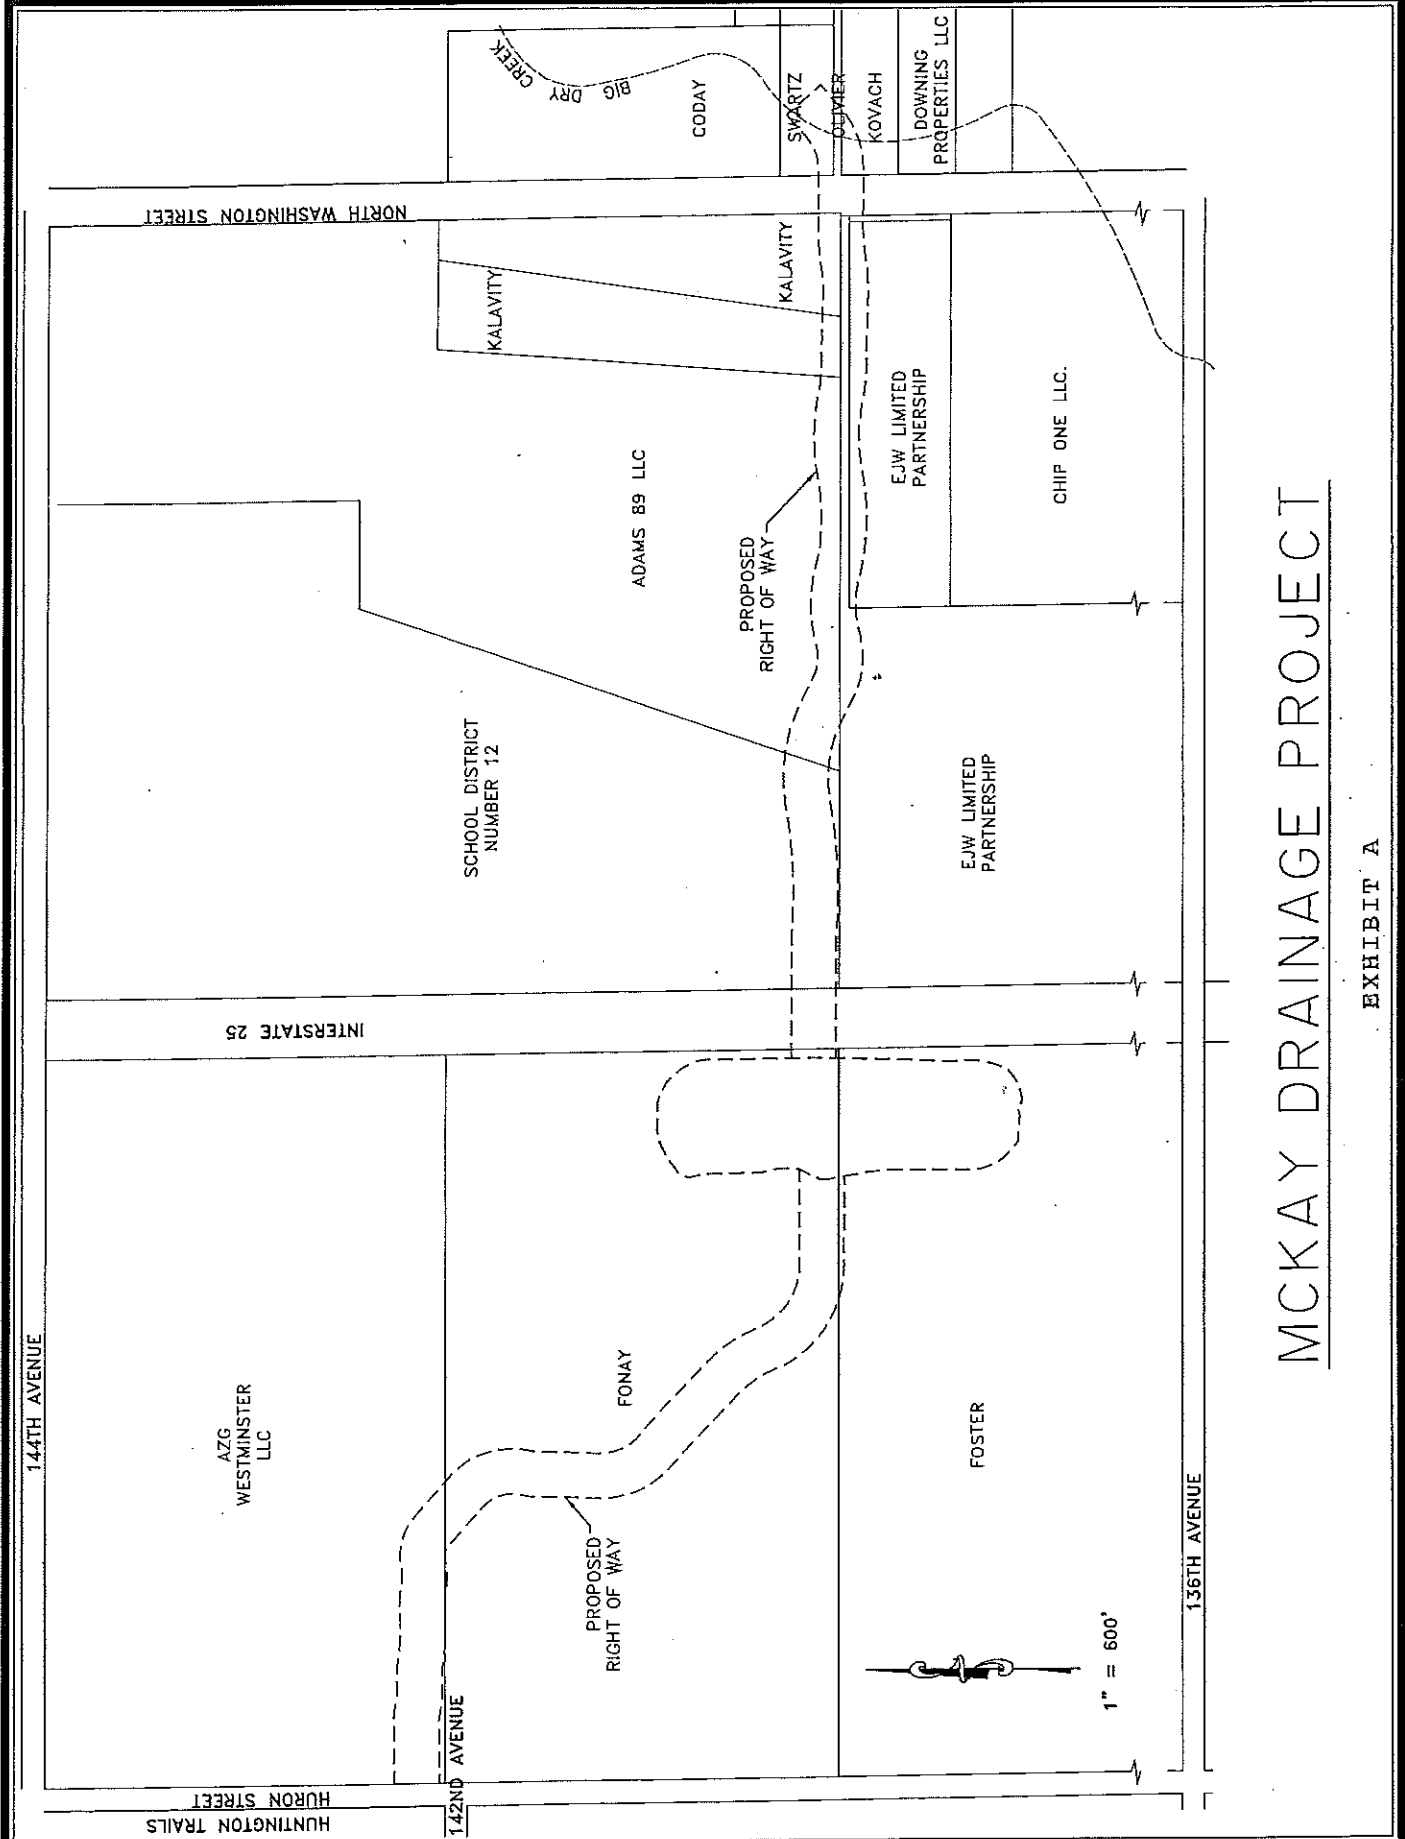 144TH AVENUE
HUNTINGTON TRAILS
HURON STREET
142ND AVENUE
AZG
WESTMINSTER
LLC
PROPOSED
RIGHT OF WAY
FONAY
FOSTER
1" = 600'
136TH AVENUE
INTERSTATE 25
SCHOOL DISTRICT
NUMBER 12
EJW LIMITED
PARTNERSHIP
ADAMS 89 LLC
PROPOSED
RIGHT OF WAY
KALAVITY
KALAVITY
EJW LIMITED
PARTNERSHIP
CHIP ONE LLC.
NORTH WASHINGTON STREET
BIG DRY CREEK
CODAY
SWARTZ
OLIVIER
KOVACH
DOWNING
PROPERTIES LLC
MCKAY DRAINAGE PROJECT
EXHIBIT A